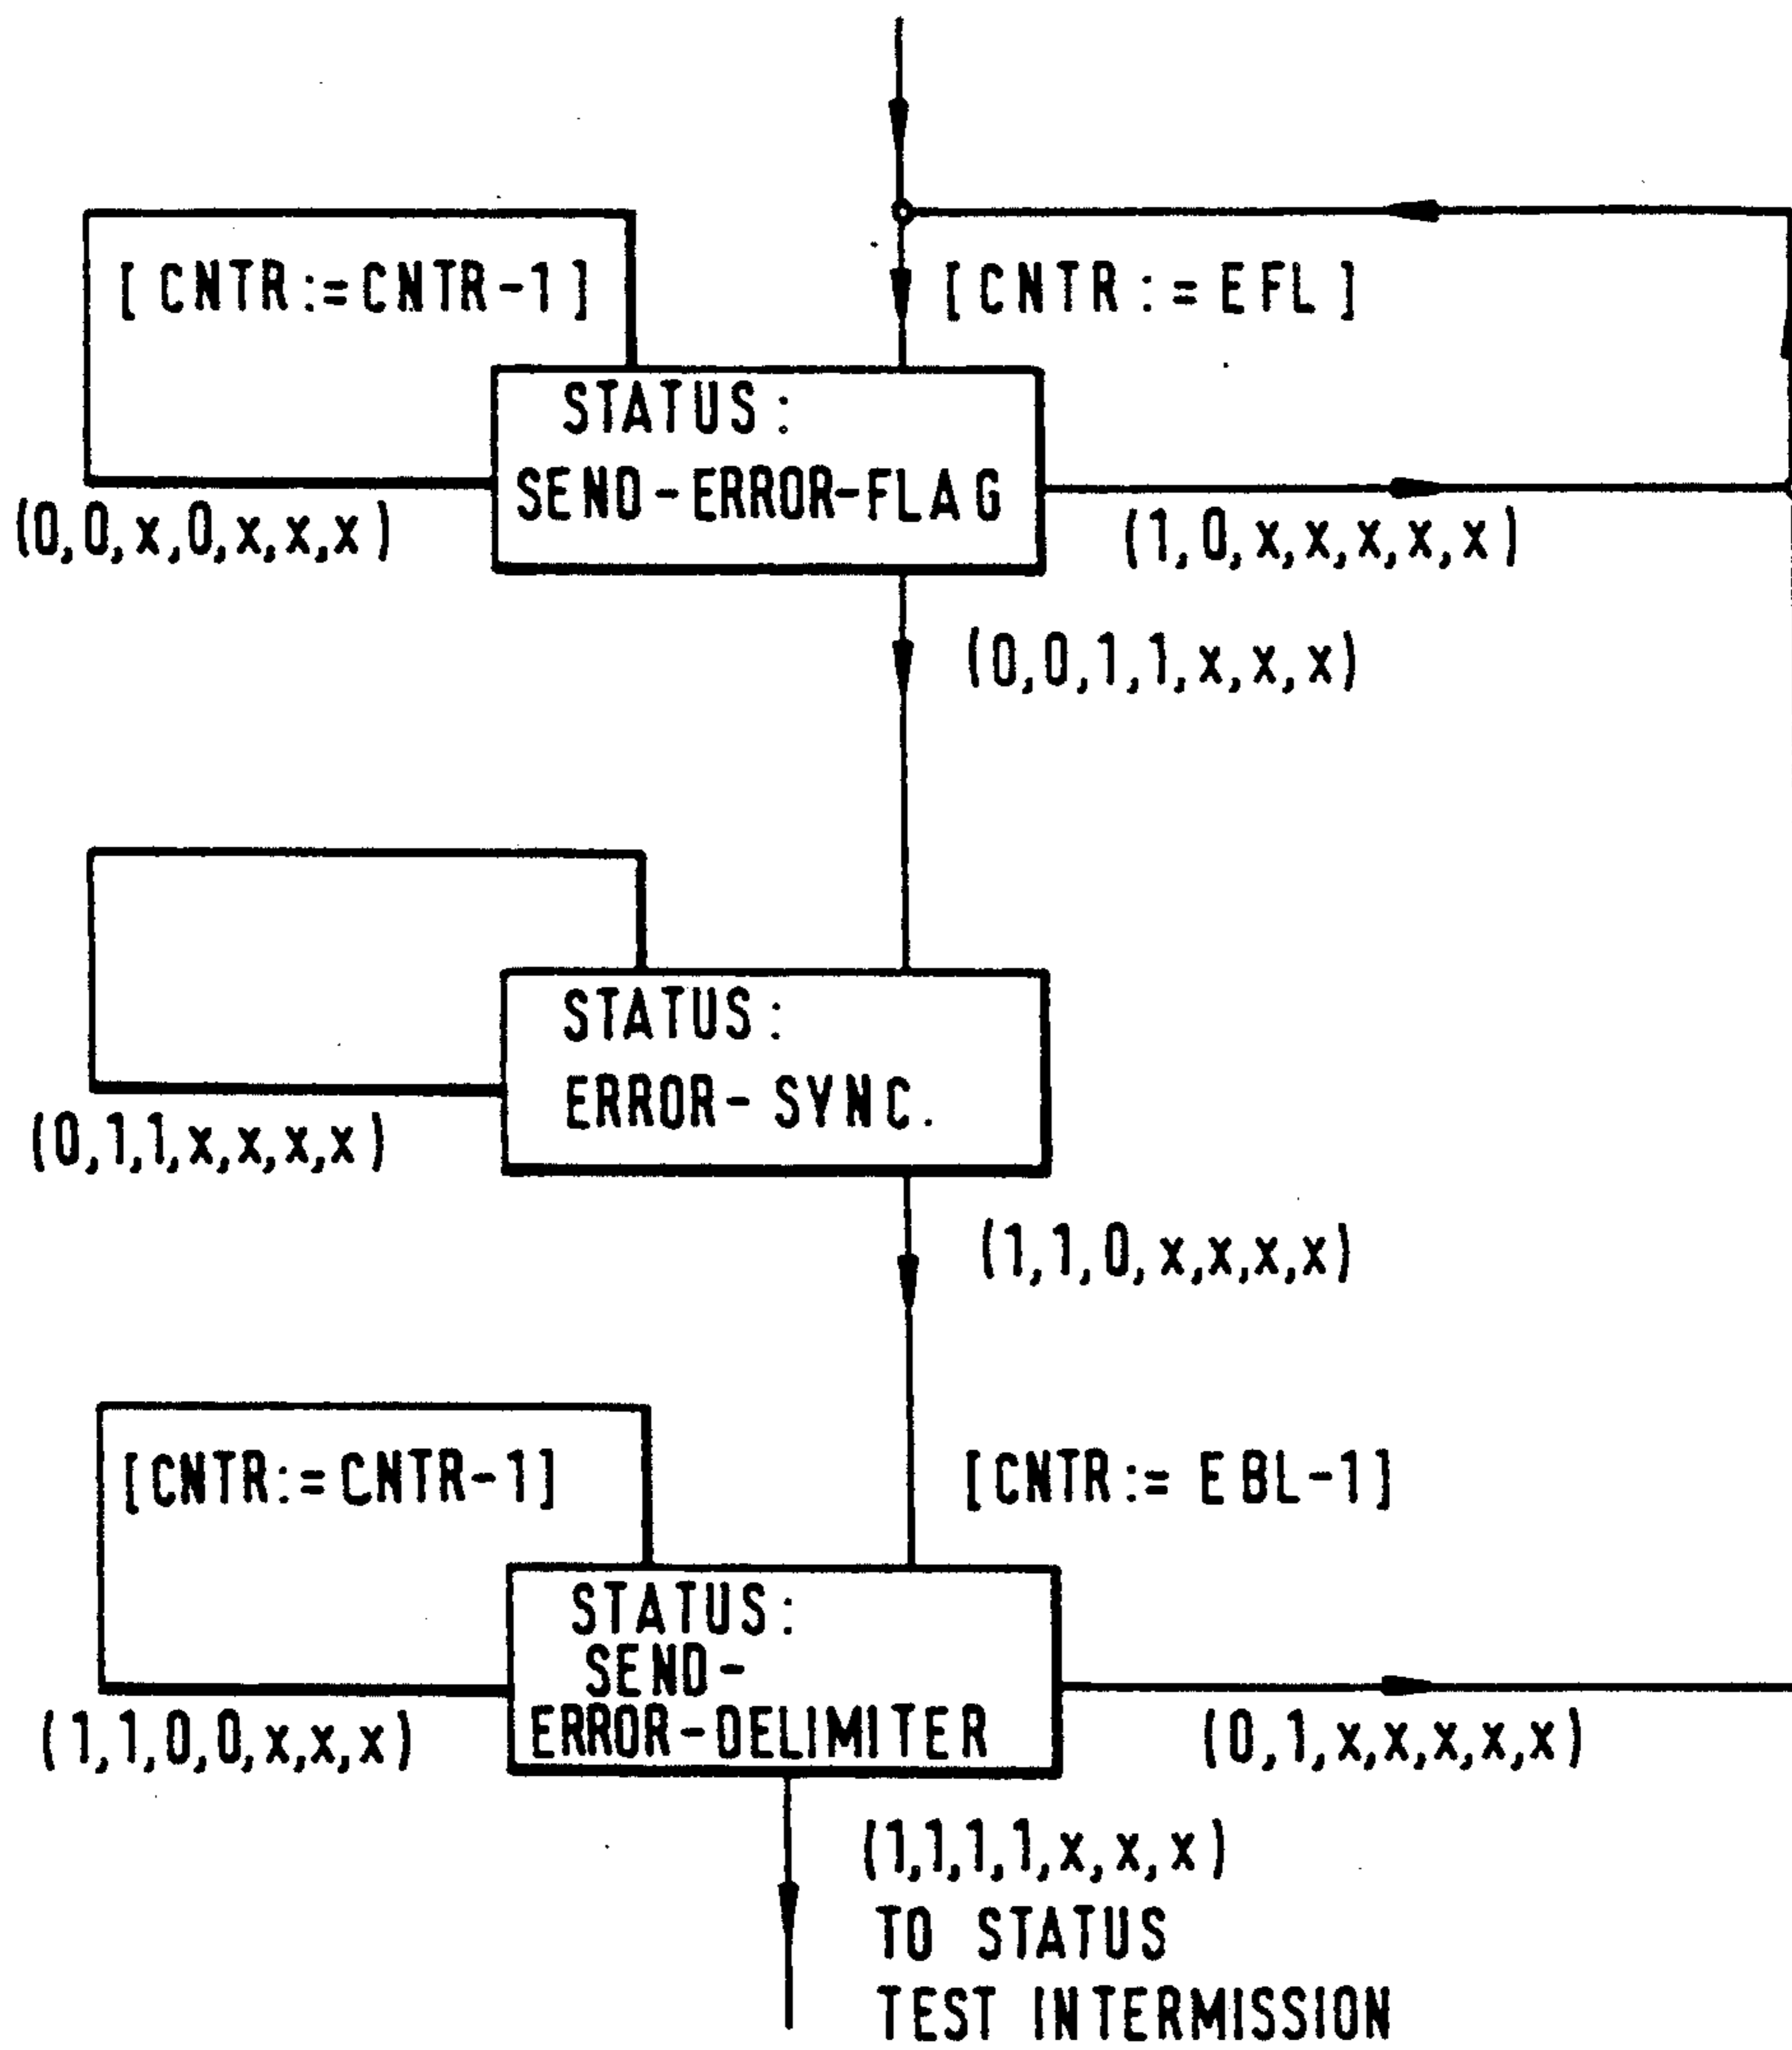 [CNTR:=CNTR-1]
[CNTR:=EFL]
STATUS:
SEND-ERROR-FLAG
(0,0,x,0,x,x,x)
(1,0,x,x,x,x,x)
(0,0,1,1,x,x,x)
STATUS:
ERROR-SYNC.
(0,1,1,x,x,x,x)
(1,1,0,x,x,x,x)
[CNTR:=CNTR-1]
[CNTR:= EBL-1]
STATUS:
SEND-
ERROR-DELIMITER
(1,1,0,0,x,x,x)
(0,1,x,x,x,x,x)
(1,1,1,1,x,x,x)
TO STATUS
TEST INTERMISSION